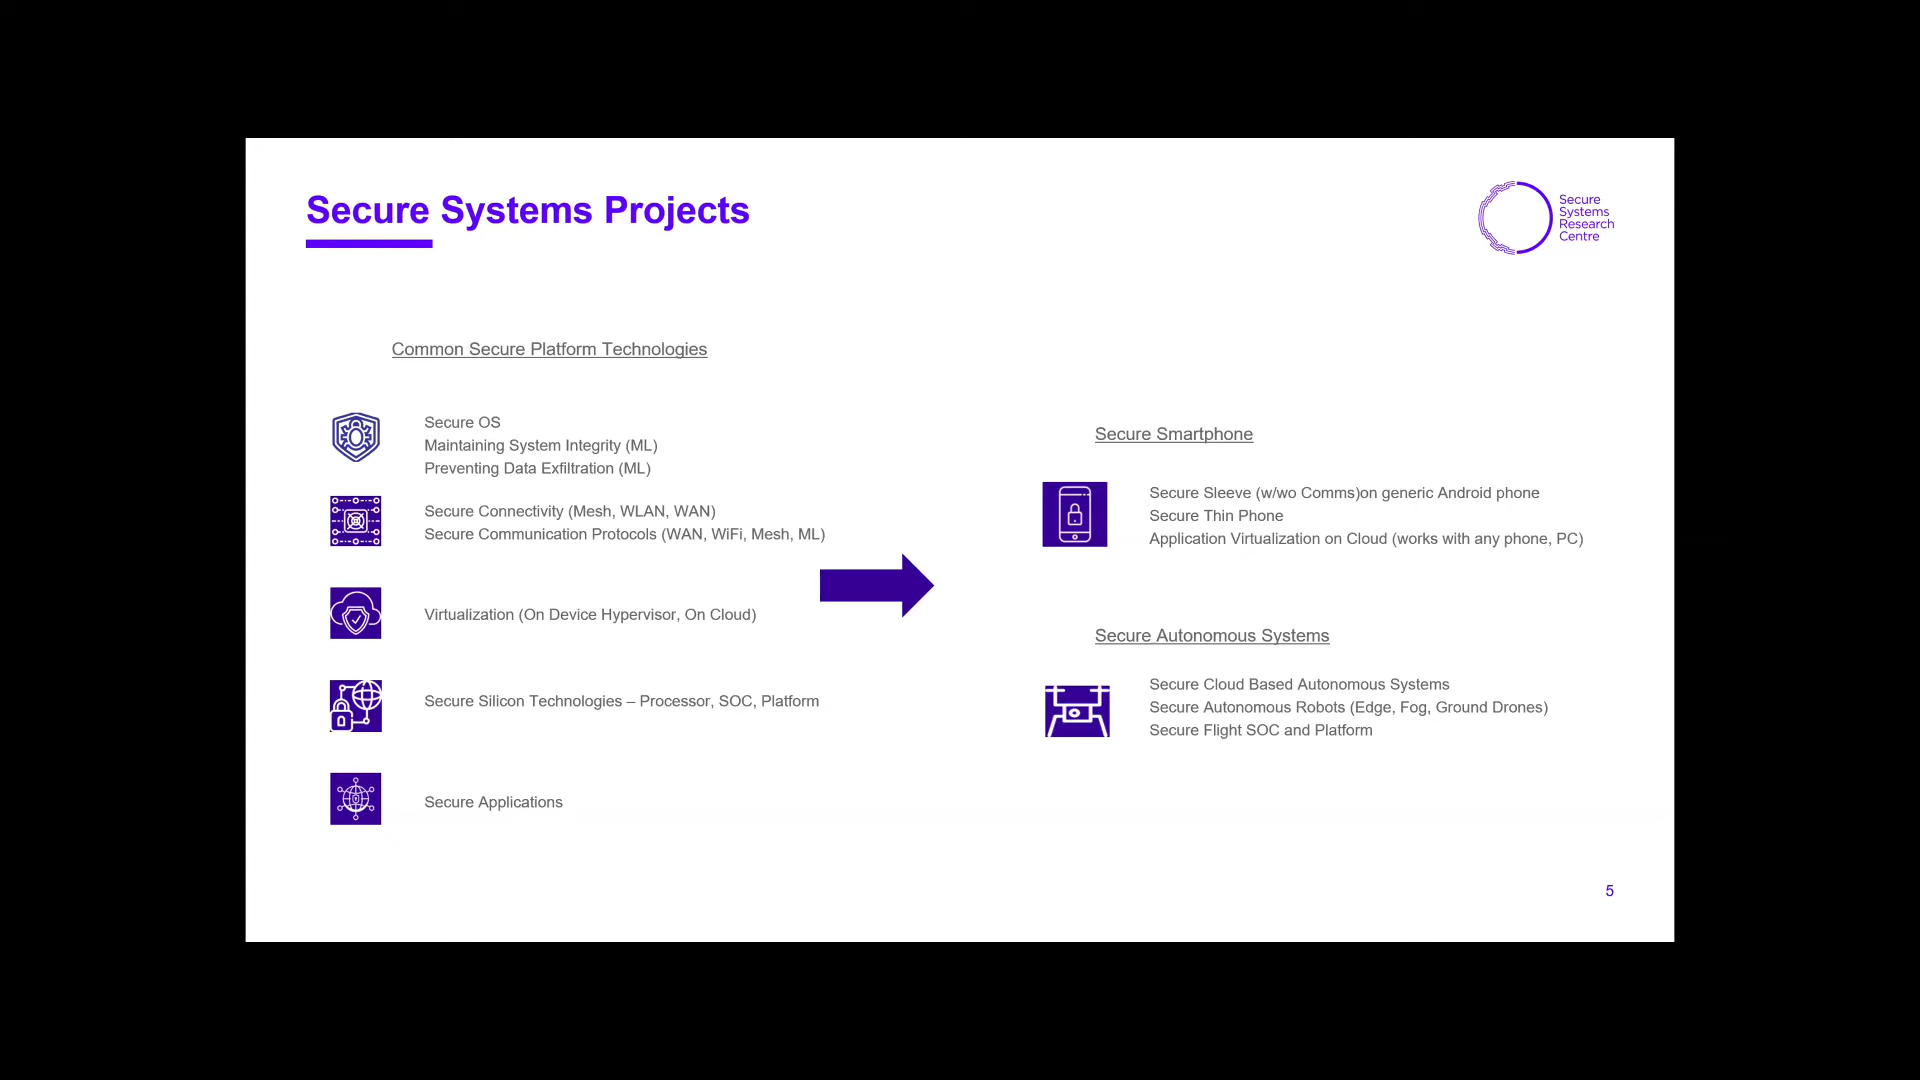 Secure Systems Projects
Secure
Systems
Research
Centre
Common Secure Platform Technologies
Secure OS
Maintaining System Integrity (ML)
Preventing Data Exfiltration (ML)
Secure Connectivity (Mesh, WLAN, WAN)
Secure Communication Protocols (WAN, WiFi, Mesh, ML)
Virtualization (On Device Hypervisor, On Cloud)
Secure Silicon Technologies – Processor, SOC, Platform
Secure Applications
Secure Smartphone
Secure Sleeve (w/wo Comms)on generic Android phone
Secure Thin Phone
Application Virtualization on Cloud (works with any phone, PC)
Secure Autonomous Systems
Secure Cloud Based Autonomous Systems
Secure Autonomous Robots (Edge, Fog, Ground Drones)
Secure Flight SOC and Platform
5